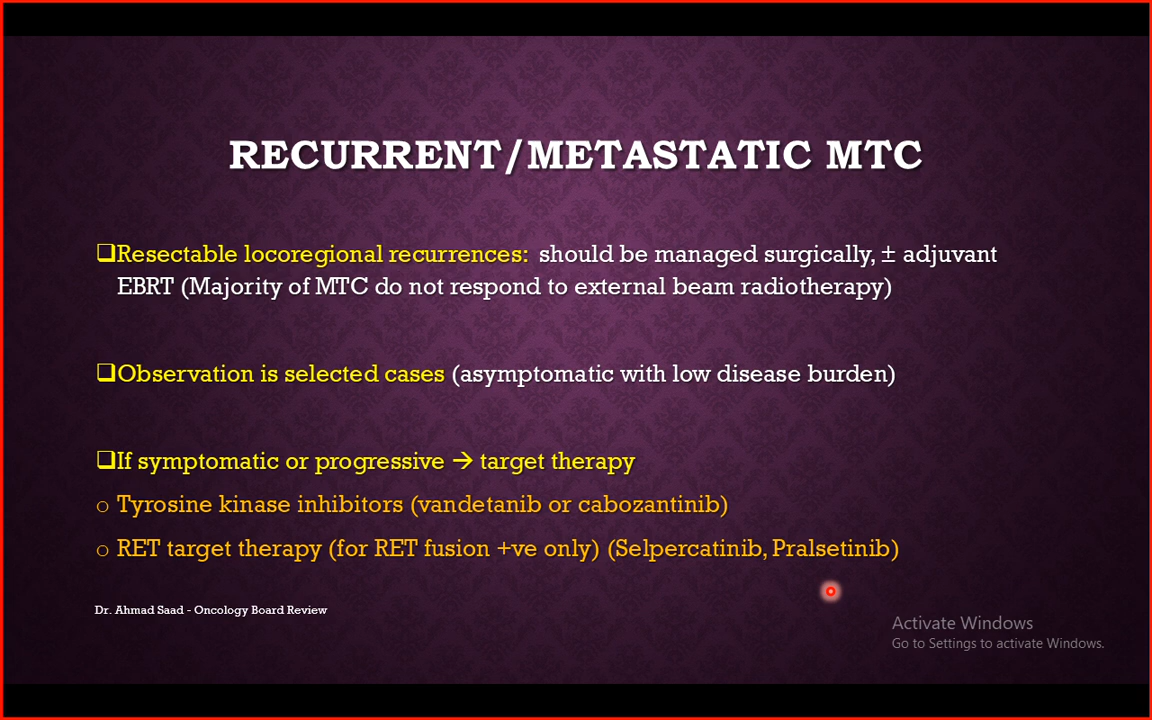 RECURRENT/METASTATIC MTC
❑Resectable locoregional recurrences: should be managed surgically, ± adjuvant
EBRT (Majority of MTC do not respond to external beam radiotherapy)
❑Observation is selected cases (asymptomatic with low disease burden)
❑If symptomatic or progressive → target therapy
o Tyrosine kinase inhibitors (vandetanib or cabozantinib)
o RET target therapy (for RET fusion +ve only) (Selpercatinib, Pralsetinib)
Dr. Ahmad Saad - Oncology Board Review
Activate Windows
Go to Settings to activate Windows.